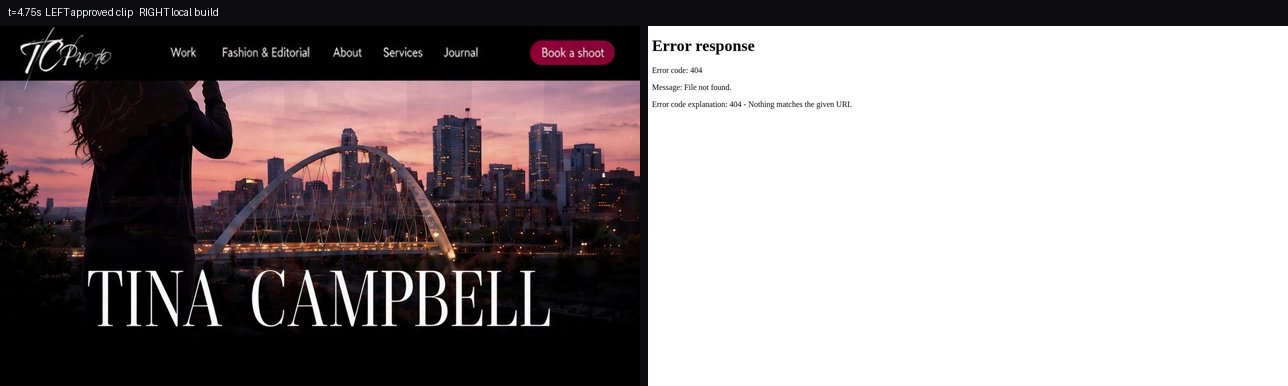 t=4.75s LEFT approved clip RIGHT local build
TCPHOTO
Work Fashion & Editorial About Services Journal Book a shoot
TINA CAMPBELL
Error response
Error code: 404
Message: File not found.
Error code explanation: 404 - Nothing matches the given URI.